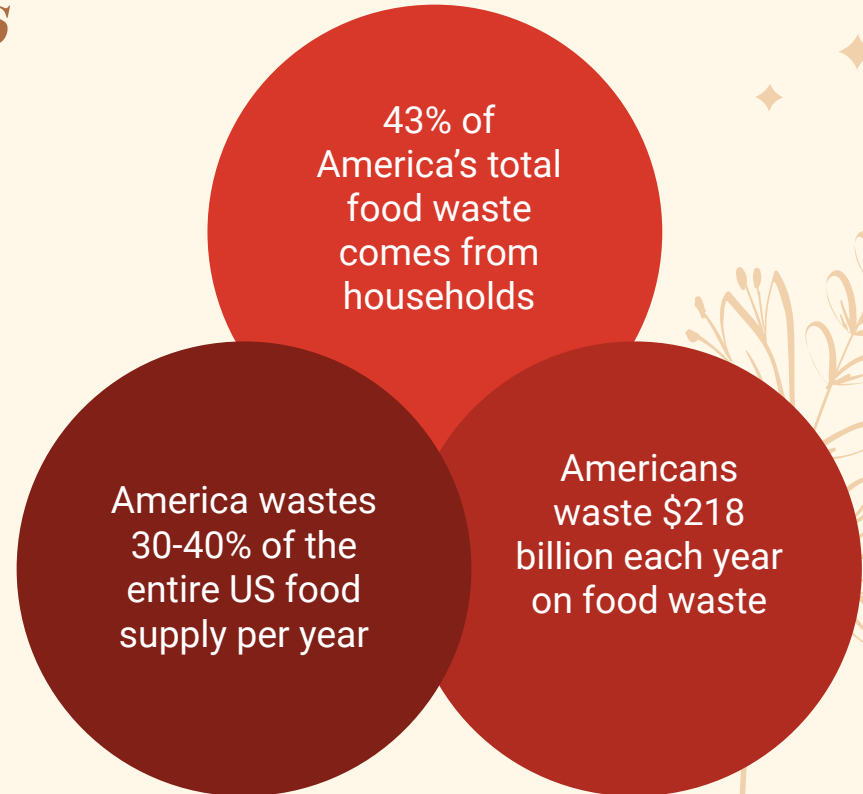 s
43% of
America’s total
food waste
comes from
households
America wastes
30-40% of the
entire US food
supply per year
Americans
waste $218
billion each year
on food waste